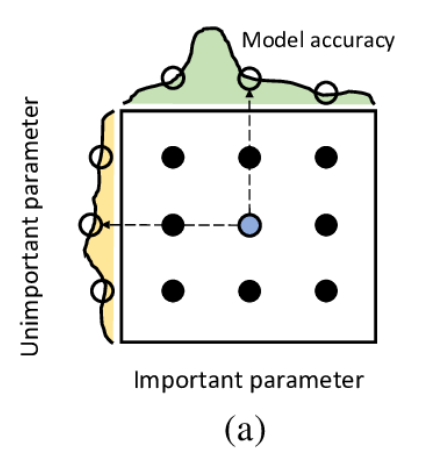 Model accuracy
Unimportant parameter
Important parameter
(a)